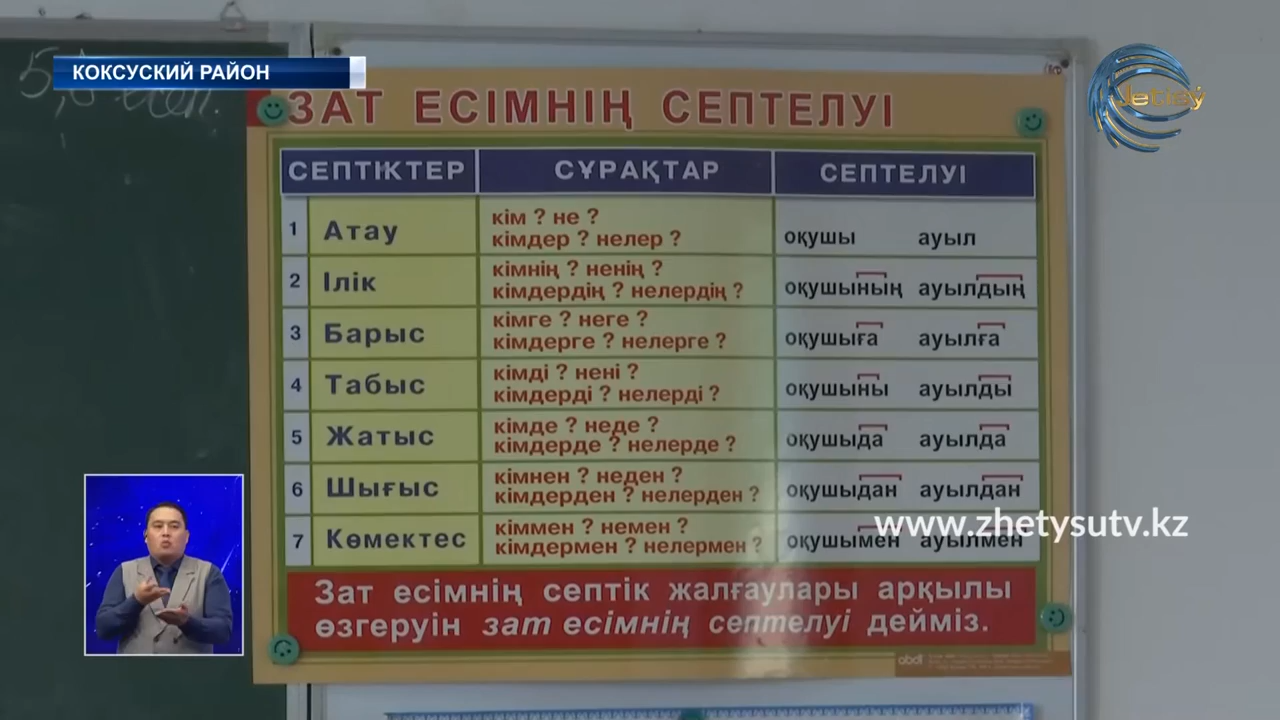 КОКСУСКИЙ РАЙОН
Jetisý
ЗАТ ЕСІМНІҢ СЕПТЕЛУІ
СЕПТІКТЕР СҰРАҚТАР СЕПТЕЛУІ
1 Атау кім ? не ?
кімдер ? нелер ? оқушы ауыл
2 Ілік кімнің ? ненің ?
кімдердің ? нелердің ? оқушының ауылдың
3 Барыс кімге ? неге ?
кімдерге ? нелерге ? оқушыға ауылға
4 Табыс кімді ? нені ?
кімдерді ? нелерді ? оқушыны ауылды
5 Жатыс кімде ? неде ?
кімдерде ? нелерде ? оқушыда ауылда
6 Шығыс кімнен ? неден ?
кімдерден ? нелерден ? оқушыдан ауылдан
www.zhetysutv.kz
7 Көмектес кіммен ? немен ?
кімдермен ? нелермен ? оқушымен ауылмен
Зат есімнің септік жалғаулары арқылы
өзгеруін зат есімнің септелуі дейміз.
abdi